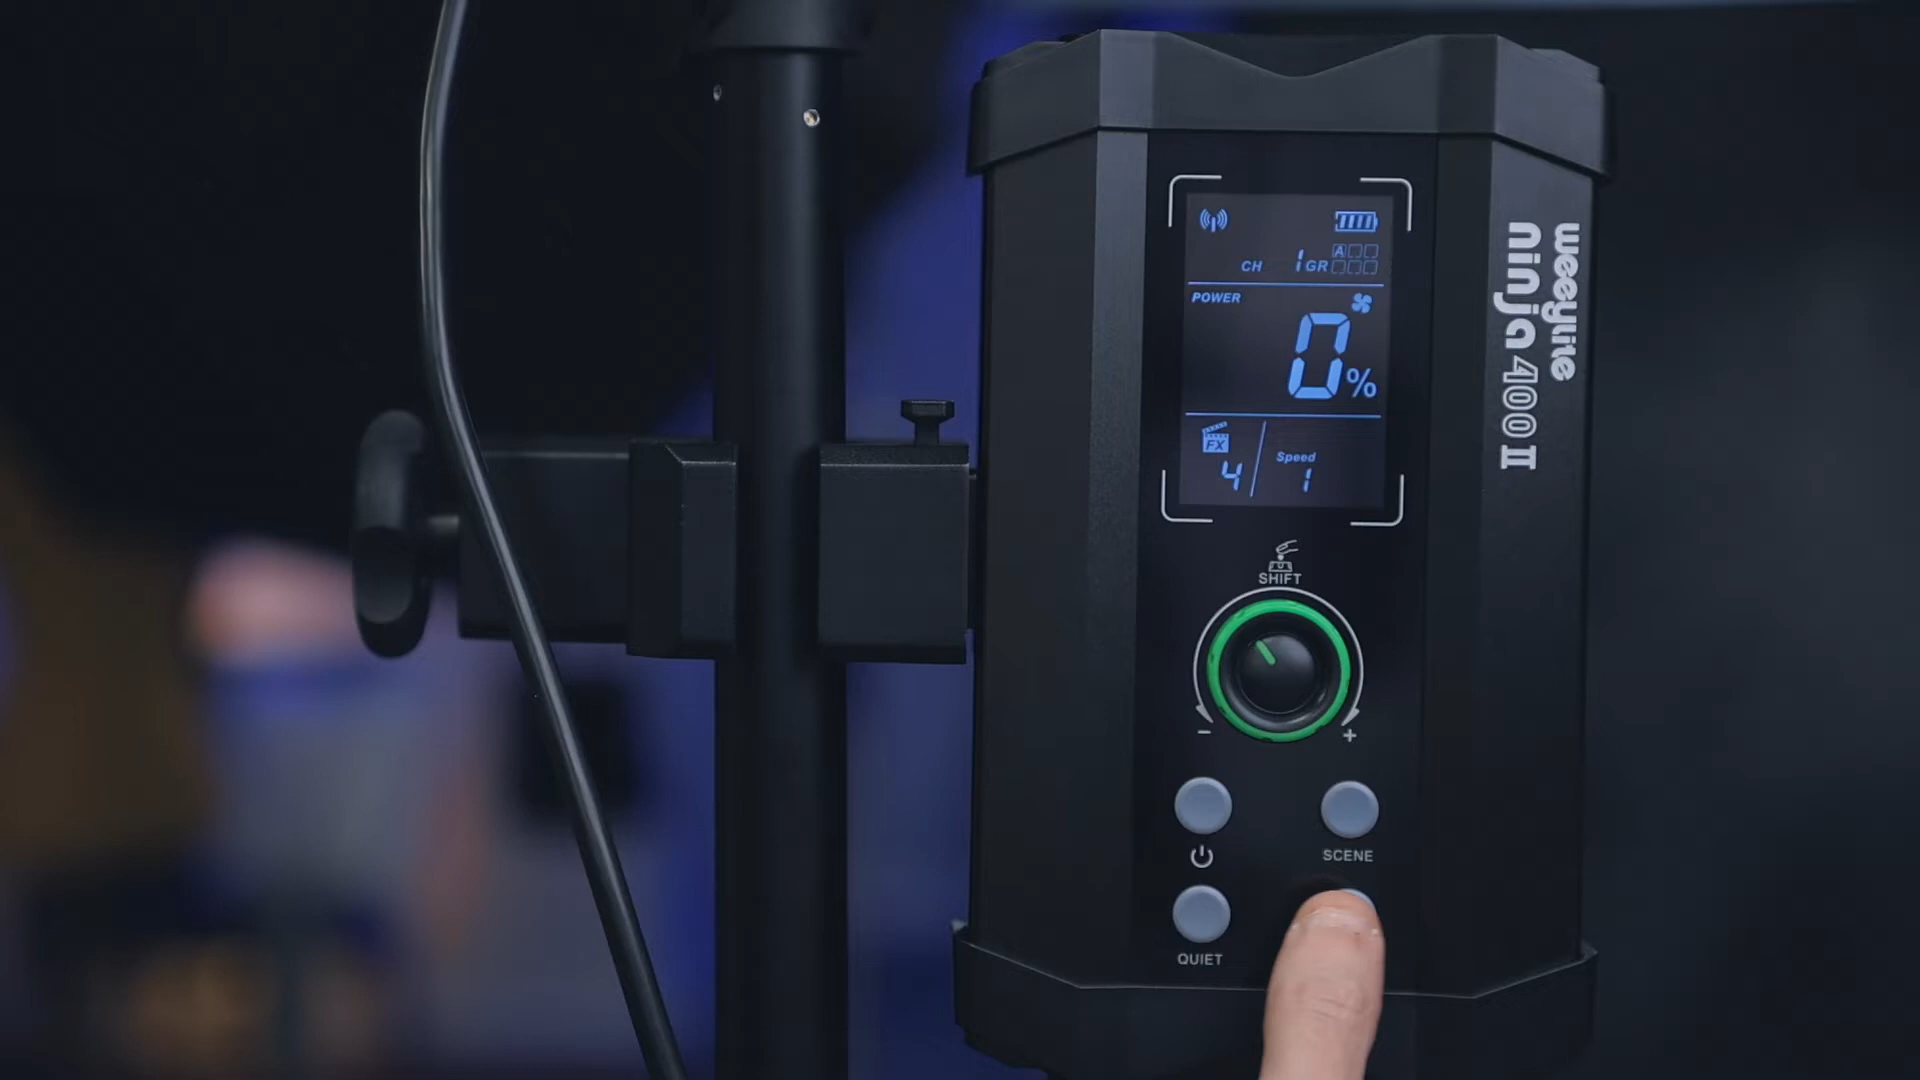 CH 1 GR A
POWER
0%
FX
4
Speed
1
SHIFT
- +
SCENE
QUIET
weeylite
ninja 400 II